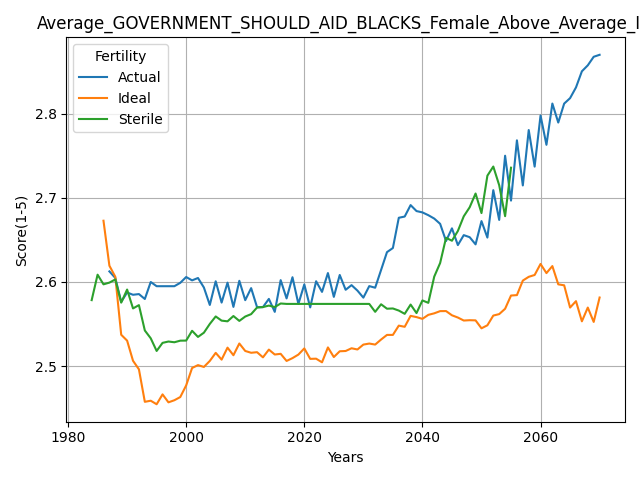 Average_GOVERNMENT_SHOULD_AID_BLACKS_Female_Above_Average_I
Fertility
Actual
Ideal
Sterile
Score(1-5)
2.8
2.7
2.6
2.5
1980 2000 2020 2040 2060
Years